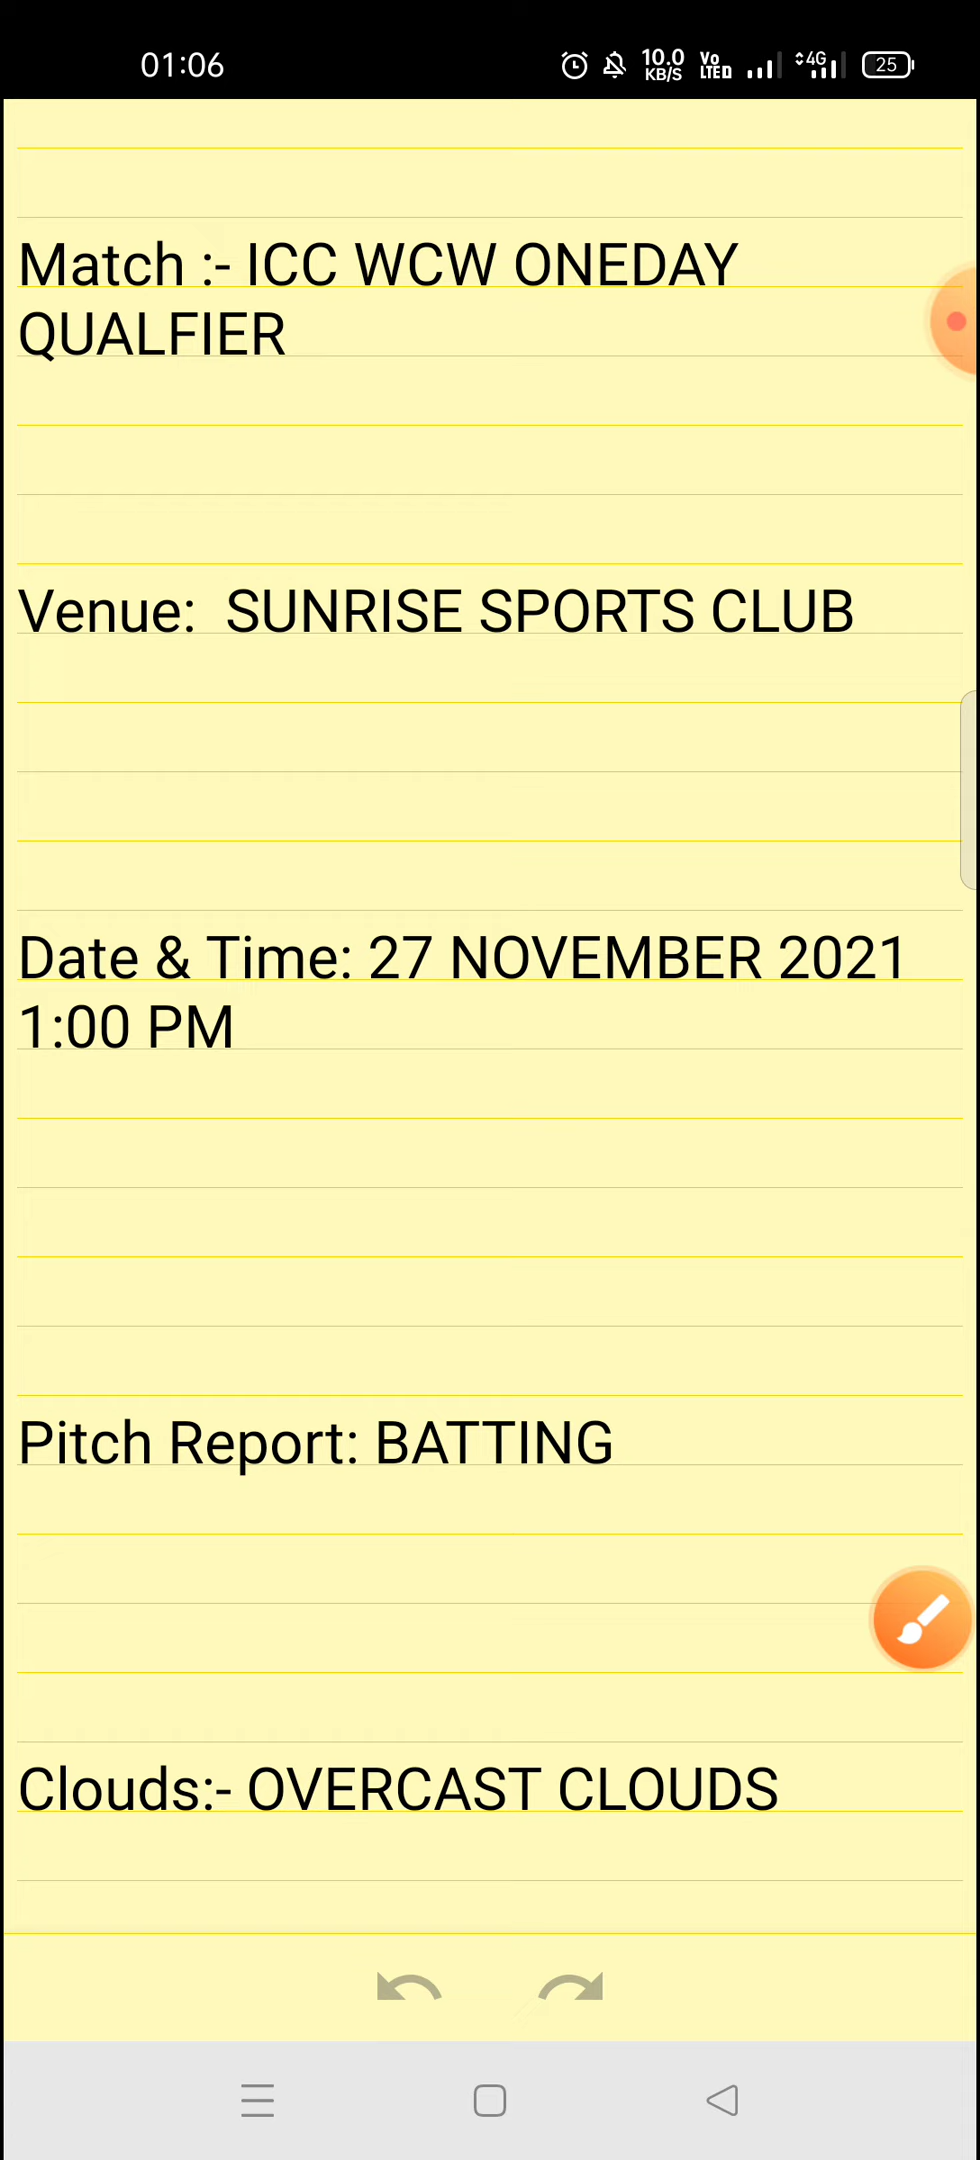 01:06
10.0 KB/S Vo LTED 4G 25
Match :- ICC WCW ONEDAY
QUALFIER
Venue:  SUNRISE SPORTS CLUB
Date & Time: 27 NOVEMBER 2021
1:00 PM
Pitch Report: BATTING
Clouds:- OVERCAST CLOUDS